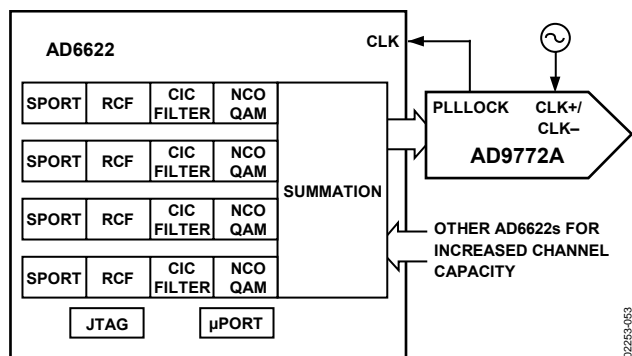 AD6622
CLK
SPORT RCF CIC FILTER NCO QAM
SPORT RCF CIC FILTER NCO QAM
SPORT RCF CIC FILTER NCO QAM
SPORT RCF CIC FILTER NCO QAM
SUMMATION
JTAG
µPORT
PLLLOCK
CLK+/
CLK–
AD9772A
OTHER AD6622s FOR
INCREASED CHANNEL
CAPACITY
02253-053